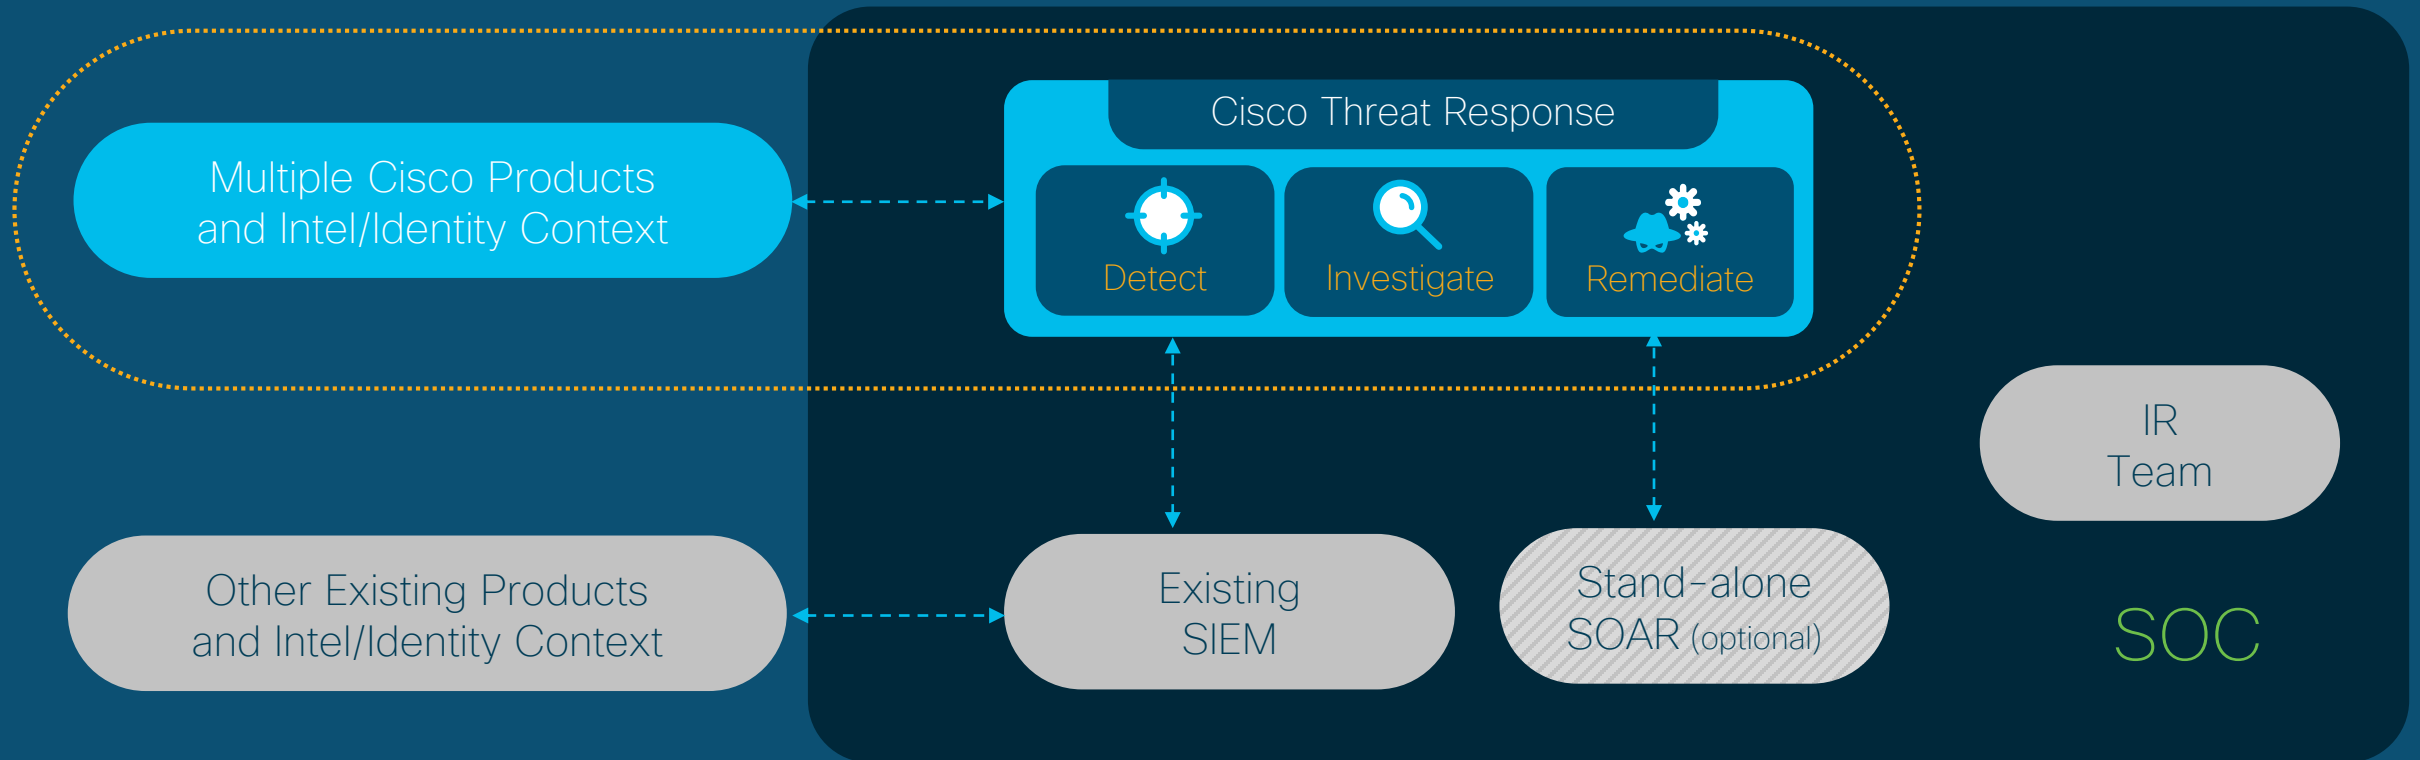 Cisco Threat Response
Multiple Cisco Products
and Intel/Identity Context
Detect
Investigate
Remediate
IR
Team
Other Existing Products
and Intel/Identity Context
Existing
SIEM
Stand-alone
SOAR (optional)
SOC